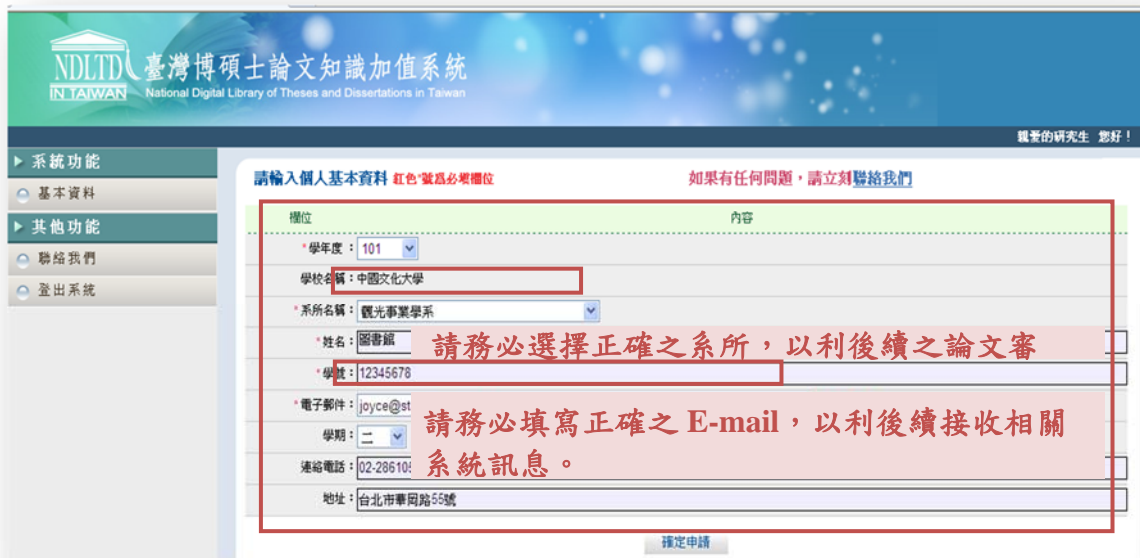 NDLTD 臺灣博碩士論文知識加值系統
IN TAIWAN National Digital Library of Theses and Dissertations in Taiwan
親愛的研究生 您好!
系統功能
基本資料
其他功能
聯絡我們
登出系統
請輸入個人基本資料 紅色*號為必填欄位
如果有任何問題,請立刻聯絡我們
欄位 內容
*學年度:101
學校名稱:中國文化大學
*系所名稱:觀光事業學系
*姓名:圖書館
請務必選擇正確之系所,以利後續之論文審
*學號:12345678
*電子郵件:joyce@st
請務必填寫正確之 E-mail,以利後續接收相關
系統訊息。
學期:二
連絡電話:02-286105
地址:台北市華岡路55號
確定申請